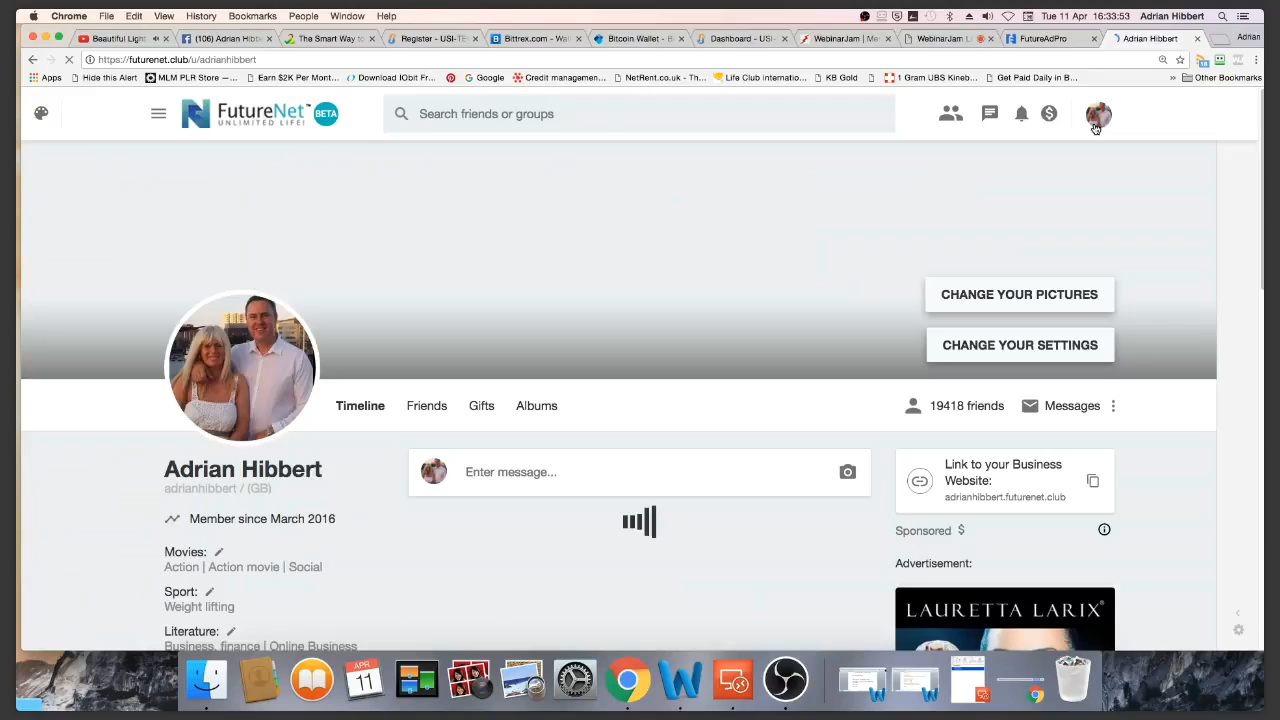 Chrome File Edit View History Bookmarks People Window Help Tue 11 Apr 16:33:53 Adrian Hibbert
Beautiful Light (106) Adrian Hibb The Smart Way to Register - USI-TE Bittrex.com - Wa Bitcoin Wallet - B Dashboard - USI- WebinarJam | Me WebinarJam Li FutureAdPro Adrian Hibbert Adrian
https://futurenet.club/u/adrianhibbert
Apps Hide this Alert MLM PLR Store —... Earn $2K Per Mont... Download IObit Fr... Google Credit managemen... NetRent.co.uk - Th... Life Club Internatio... KB Gold 1 Gram UBS Kineb... Get Paid Daily in B... » Other Bookmarks
FutureNet™ BETA
UNLIMITED LIFE!
Search friends or groups
CHANGE YOUR PICTURES
CHANGE YOUR SETTINGS
Timeline Friends Gifts Albums 19418 friends Messages
Adrian Hibbert
adrianhibbert / (GB)
Member since March 2016
Movies:
Action | Action movie | Social
Sport:
Weight lifting
Literature:
Business, finance | Online Business
Enter message...
Link to your Business
Website:
adrianhibbert.futurenet.club
Sponsored $
Advertisement:
LAURETTA LARIX®
APR
11